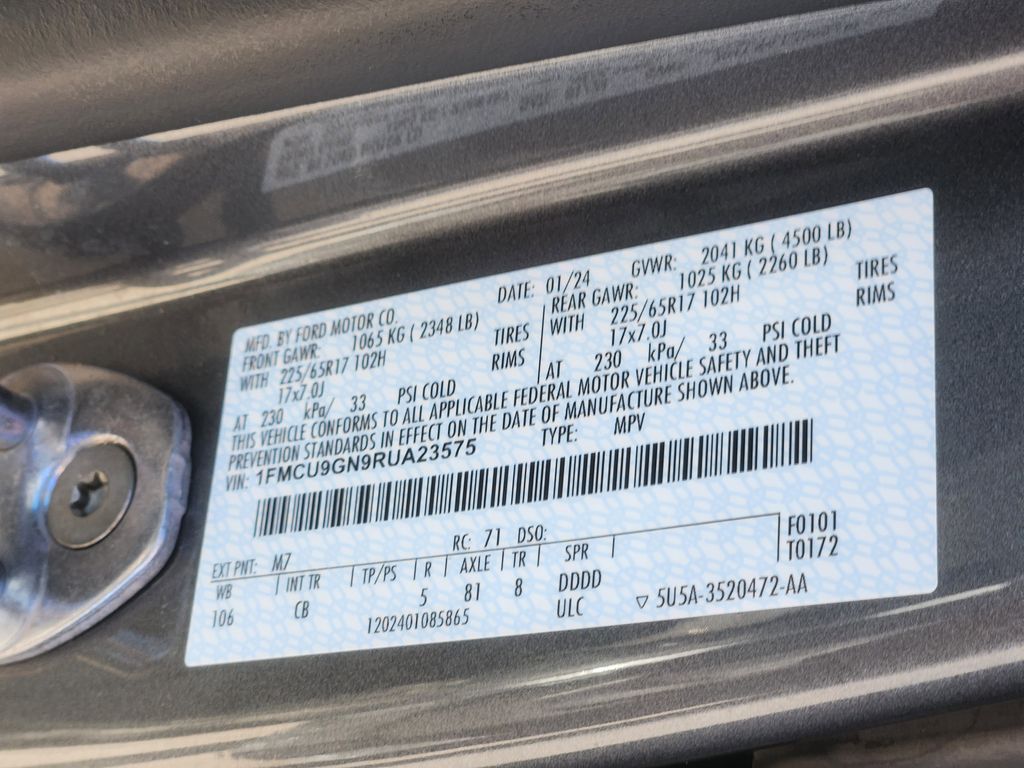 MFD. BY FORD MOTOR CO. DATE: 01/24 GVWR: 2041 KG ( 4500 LB)
FRONT GAWR: 1065 KG ( 2348 LB) REAR GAWR: 1025 KG ( 2260 LB)
WITH 225/65R17 102H TIRES WITH 225/65R17 102H TIRES
17x7.0J RIMS 17x7.0J RIMS
AT 230 kPa/ 33 PSI COLD AT 230 kPa/ 33 PSI COLD
THIS VEHICLE CONFORMS TO ALL APPLICABLE FEDERAL MOTOR VEHICLE SAFETY AND THEFT
PREVENTION STANDARDS IN EFFECT ON THE DATE OF MANUFACTURE SHOWN ABOVE.
VIN: 1FMCU9GN9RUA23575 TYPE: MPV
EXT PNT: M7 RC: 71 DSO: F0101
WB INT TR TP/PS R AXLE TR SPR T0172
106 CB 5 81 8 DDDD
1202401085865 ULC ▽ 5U5A-3520472-AA